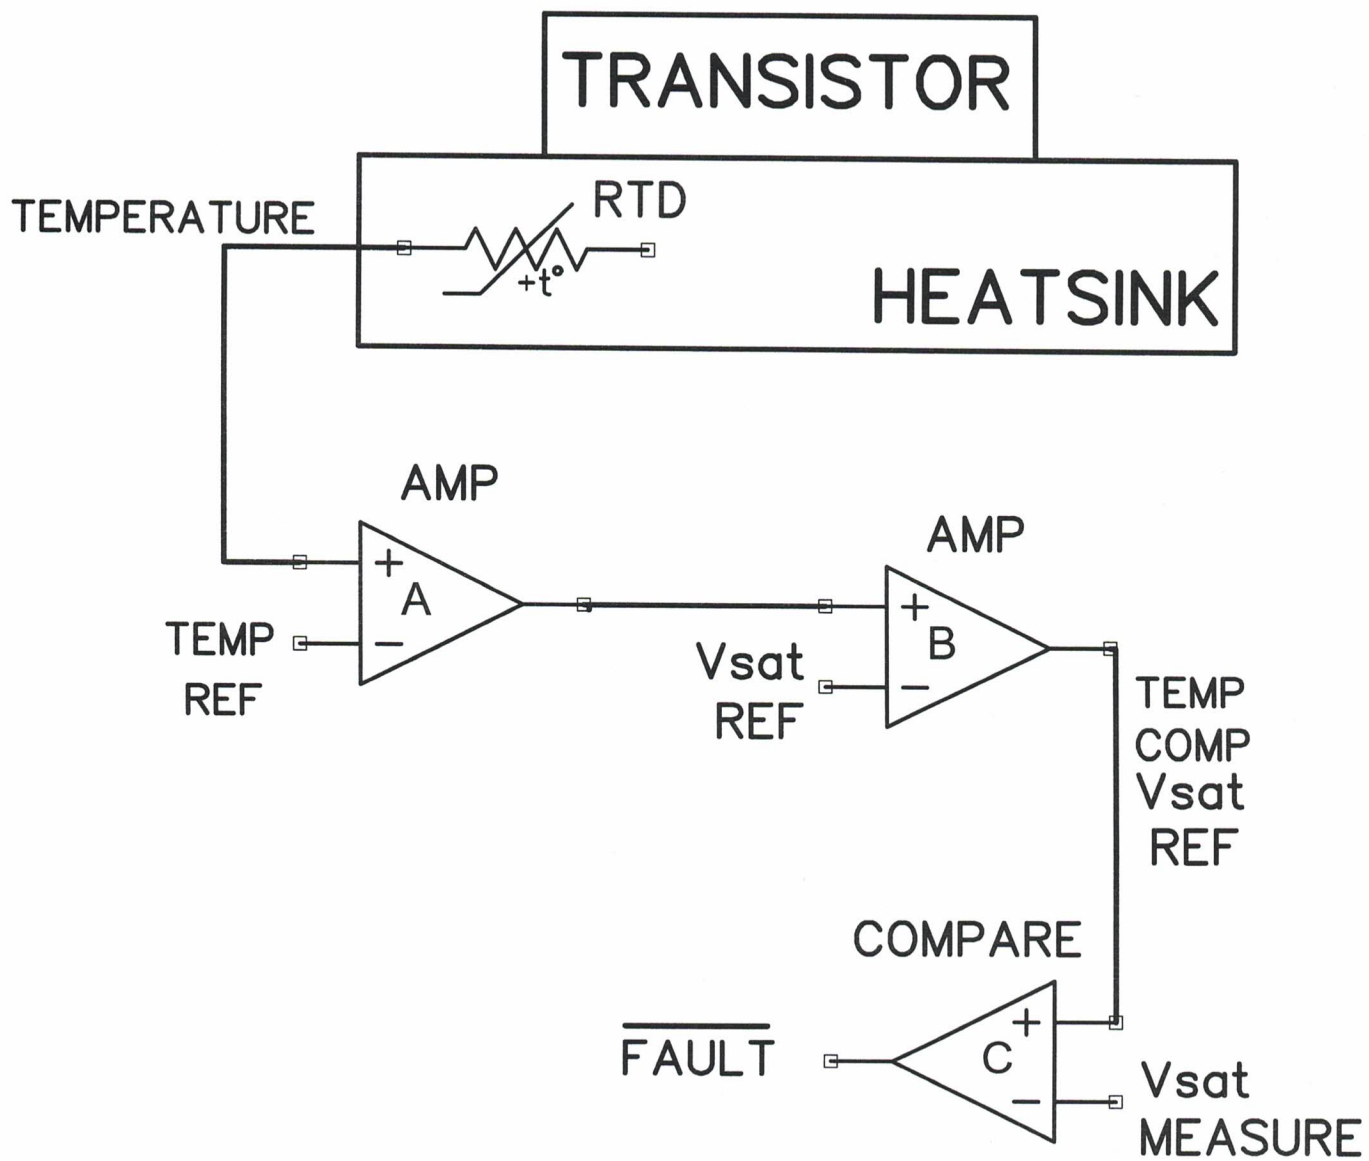 TRANSISTOR
RTD
TEMPERATURE
+t°
HEATSINK
AMP
+
A
−
TEMP
REF
AMP
+
B
−
Vsat
REF
TEMP
COMP
Vsat
REF
COMPARE
+
C
−
FAULT
Vsat
MEASURE